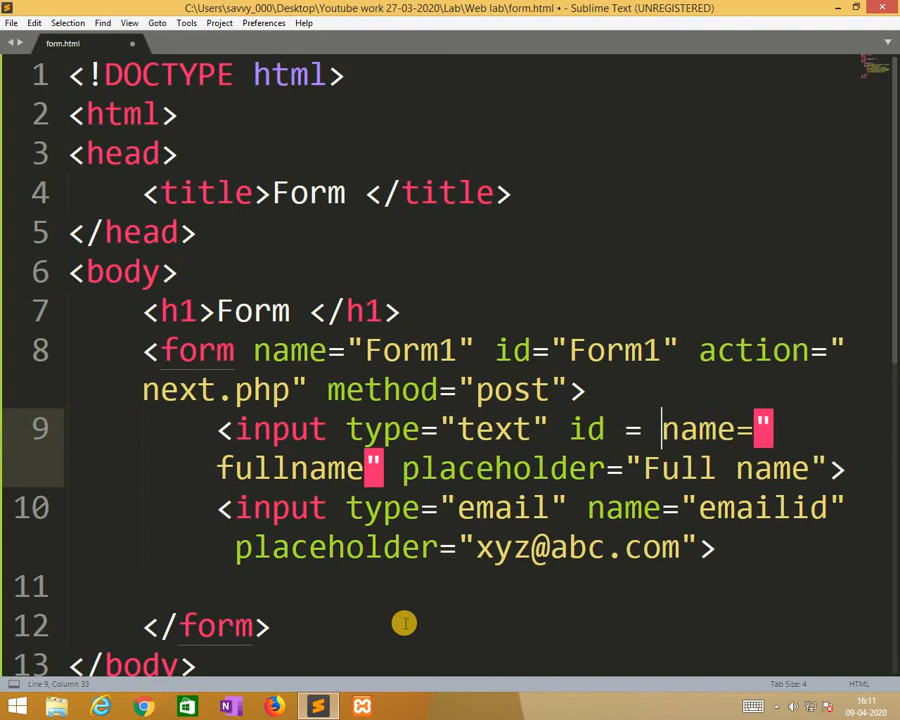 C:\Users\savvy_000\Desktop\Youtube work 27-03-2020\Lab\Web lab\form.html • - Sublime Text (UNREGISTERED)
File Edit Selection Find View Goto Tools Project Preferences Help
form.html
1 <!DOCTYPE html>
2 <html>
3 <head>
4 <title>Form </title>
5 </head>
6 <body>
7 <h1>Form </h1>
8 <form name="Form1" id="Form1" action="
next.php" method="post">
9 <input type="text" id = name="
fullname" placeholder="Full name">
10 <input type="email" name="emailid"
placeholder="xyz@abc.com">
11
12 </form>
13 </body>
Line 9, Column 33 Tab Size: 4 HTML
16:11
09-04-2020